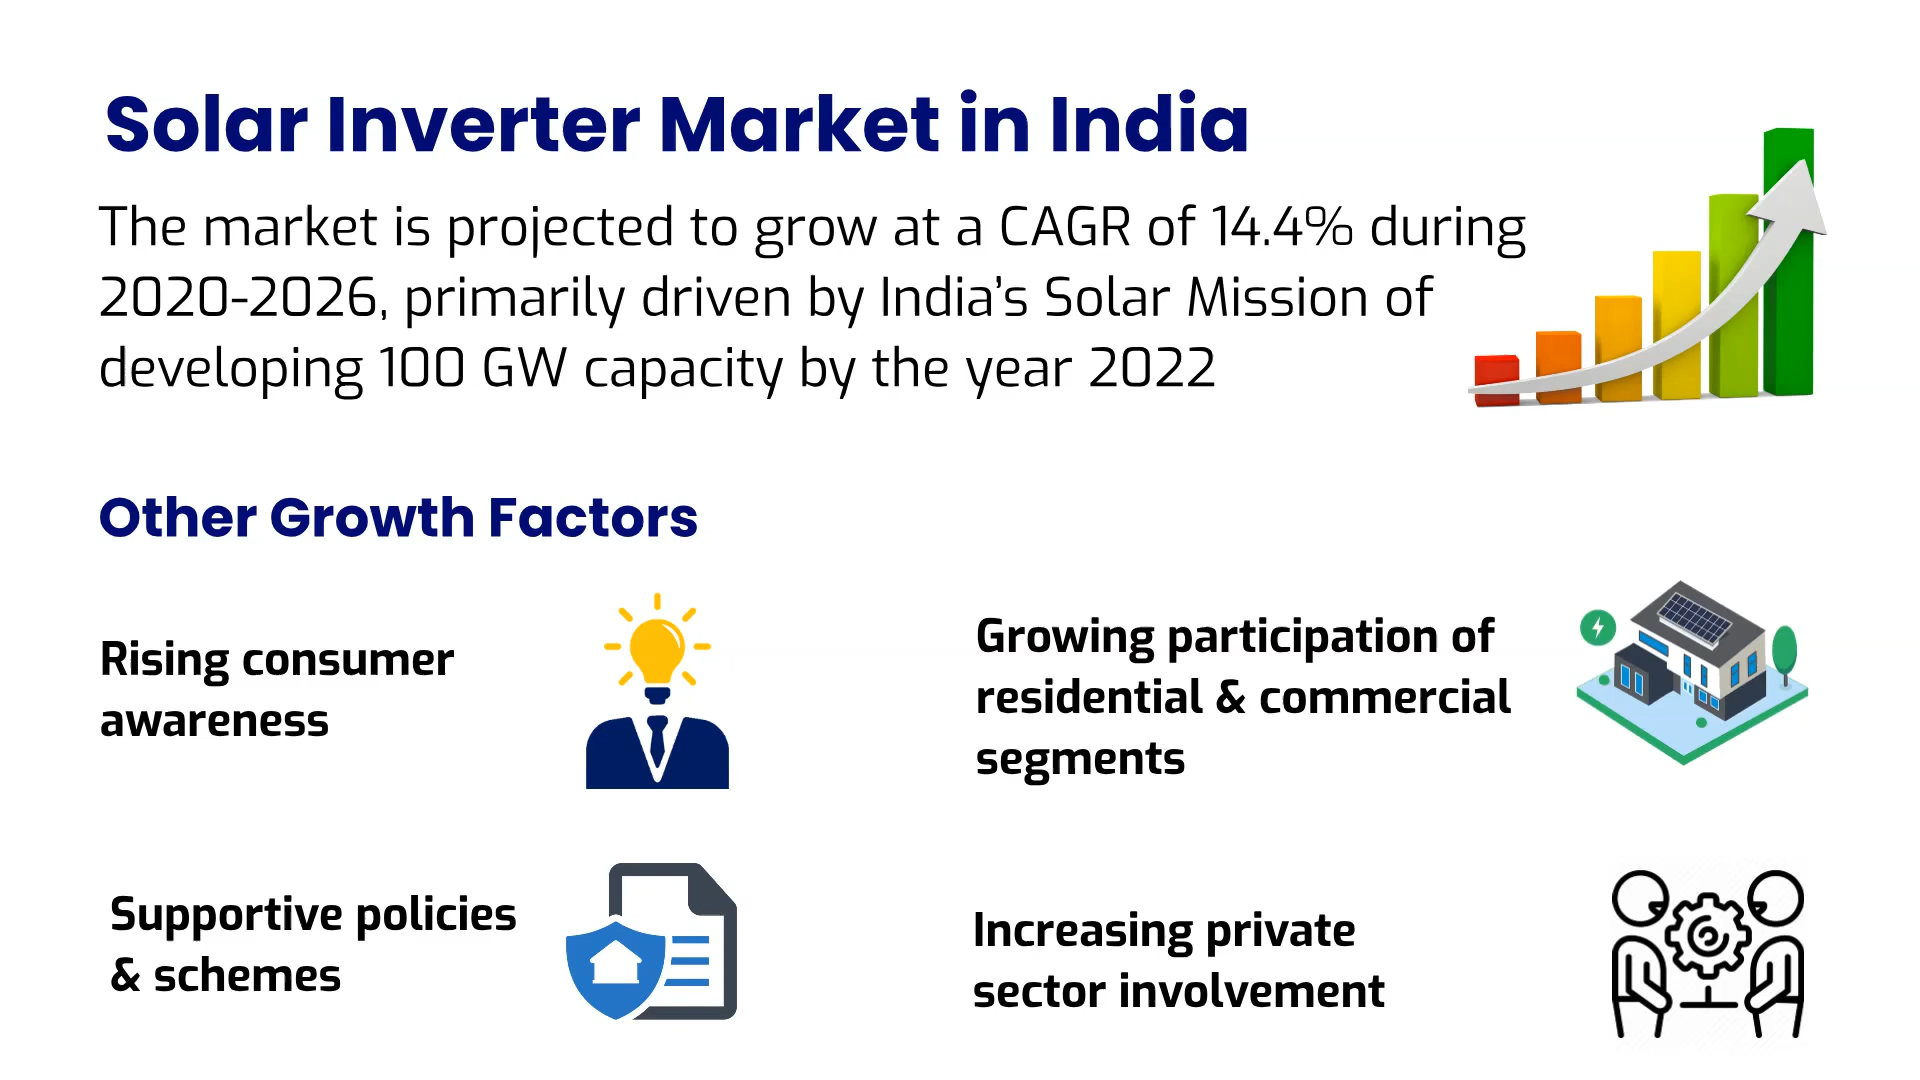 Solar Inverter Market in India
The market is projected to grow at a CAGR of 14.4% during
2020-2026, primarily driven by India’s Solar Mission of
developing 100 GW capacity by the year 2022
Other Growth Factors
Rising consumer
awareness
Growing participation of
residential & commercial
segments
Supportive policies
& schemes
Increasing private
sector involvement